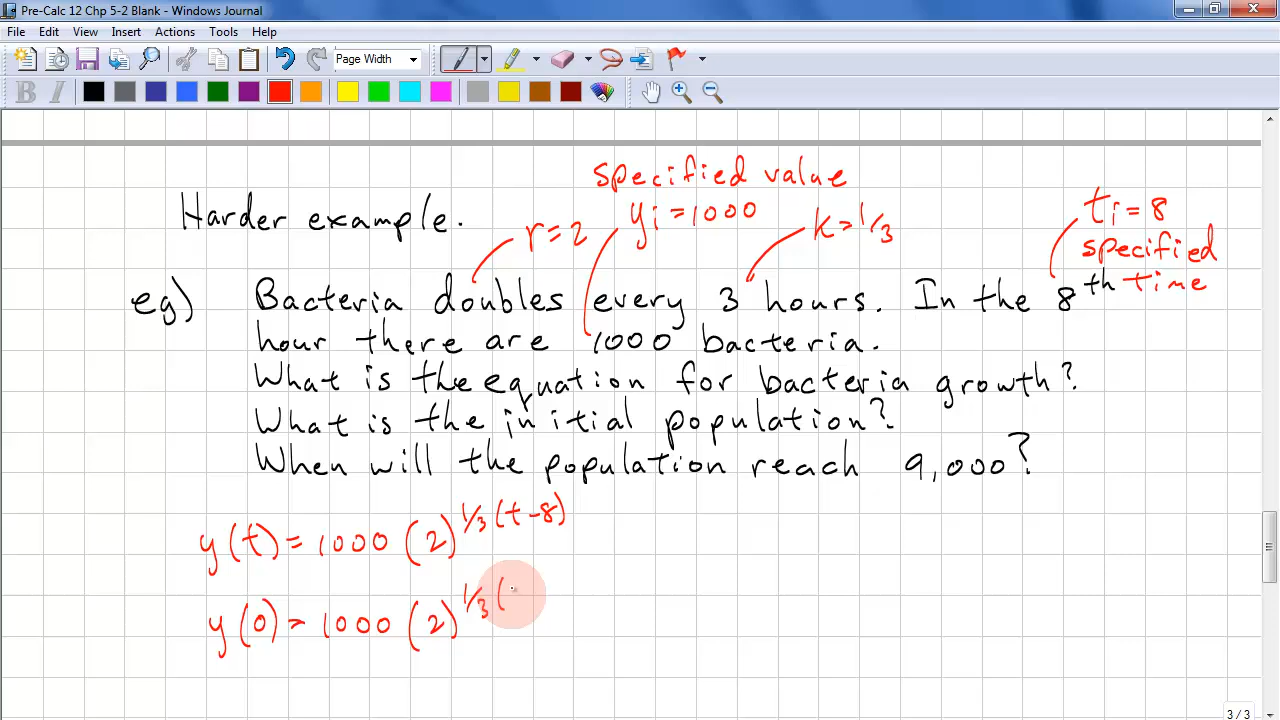 Pre-Calc 12 Chp 5-2 Blank - Windows Journal
File Edit View Insert Actions Tools Help
Page Width
B I
specified value
Harder example.
r=2
yi=1000
k=1/3
ti=8
specified
time
eg) Bacteria doubles every 3 hours. In the 8th
hour there are 1000 bacteria.
What is the equation for bacteria growth?
What is the initial population?
When will the population reach 9,000?
y(t)=1000(2)^1/3(t-8)
y(0)=1000(2)^1/3(
3/3